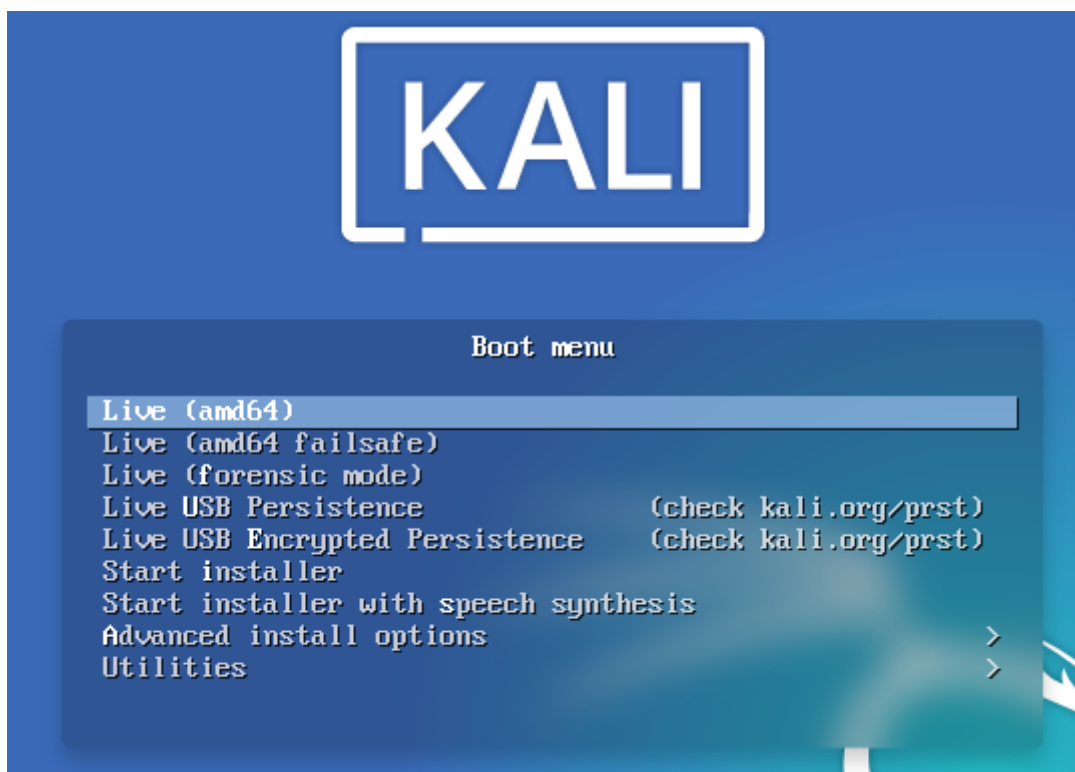 KALI
Boot menu
Live (amd64)
Live (amd64 failsafe)
Live (forensic mode)
Live USB Persistence (check kali.org/prst)
Live USB Encrypted Persistence (check kali.org/prst)
Start installer
Start installer with speech synthesis
Advanced install options >
Utilities >